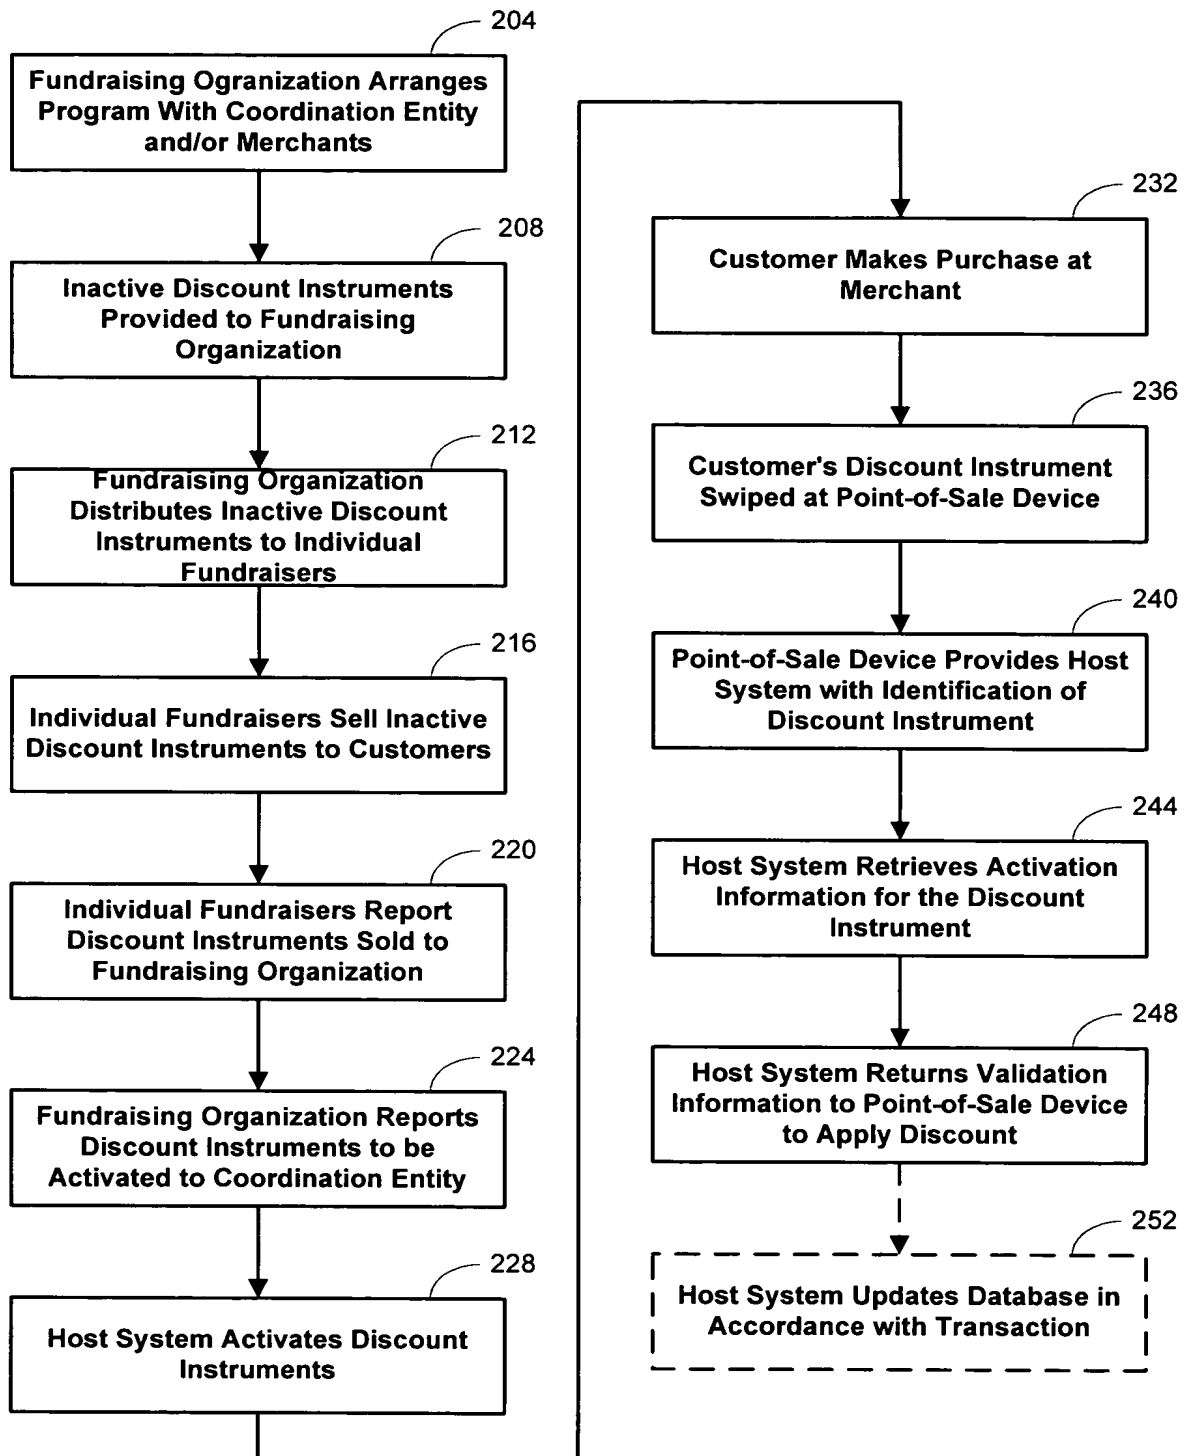 204
Fundraising Ogranization Arranges
Program With Coordination Entity
and/or Merchants
208
Inactive Discount Instruments
Provided to Fundraising
Organization
212
Fundraising Organization
Distributes Inactive Discount
Instruments to Individual
Fundraisers
216
Individual Fundraisers Sell Inactive
Discount Instruments to Customers
220
Individual Fundraisers Report
Discount Instruments Sold to
Fundraising Organization
224
Fundraising Organization Reports
Discount Instruments to be
Activated to Coordination Entity
228
Host System Activates Discount
Instruments
232
Customer Makes Purchase at
Merchant
236
Customer's Discount Instrument
Swiped at Point-of-Sale Device
240
Point-of-Sale Device Provides Host
System with Identification of
Discount Instrument
244
Host System Retrieves Activation
Information for the Discount
Instrument
248
Host System Returns Validation
Information to Point-of-Sale Device
to Apply Discount
252
Host System Updates Database in
Accordance with Transaction